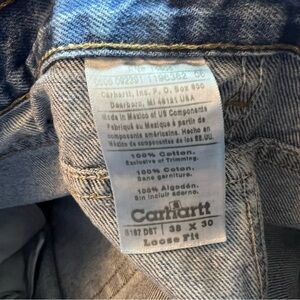 Carhartt, Inc. P.O. Box 600
Dearborn, MI 48121 USA
Made in Mexico of US Components
Fabriqué au Mexique à partir de
composants américains. Hecho en
México de componentes de los EE.UU.
100% Cotton.
Exclusive of Trimming.
100% Coton.
Sans garniture.
100% Algodón.
Sin incluir adorno.
Carhartt
DST 38 X 30
Loose Fit